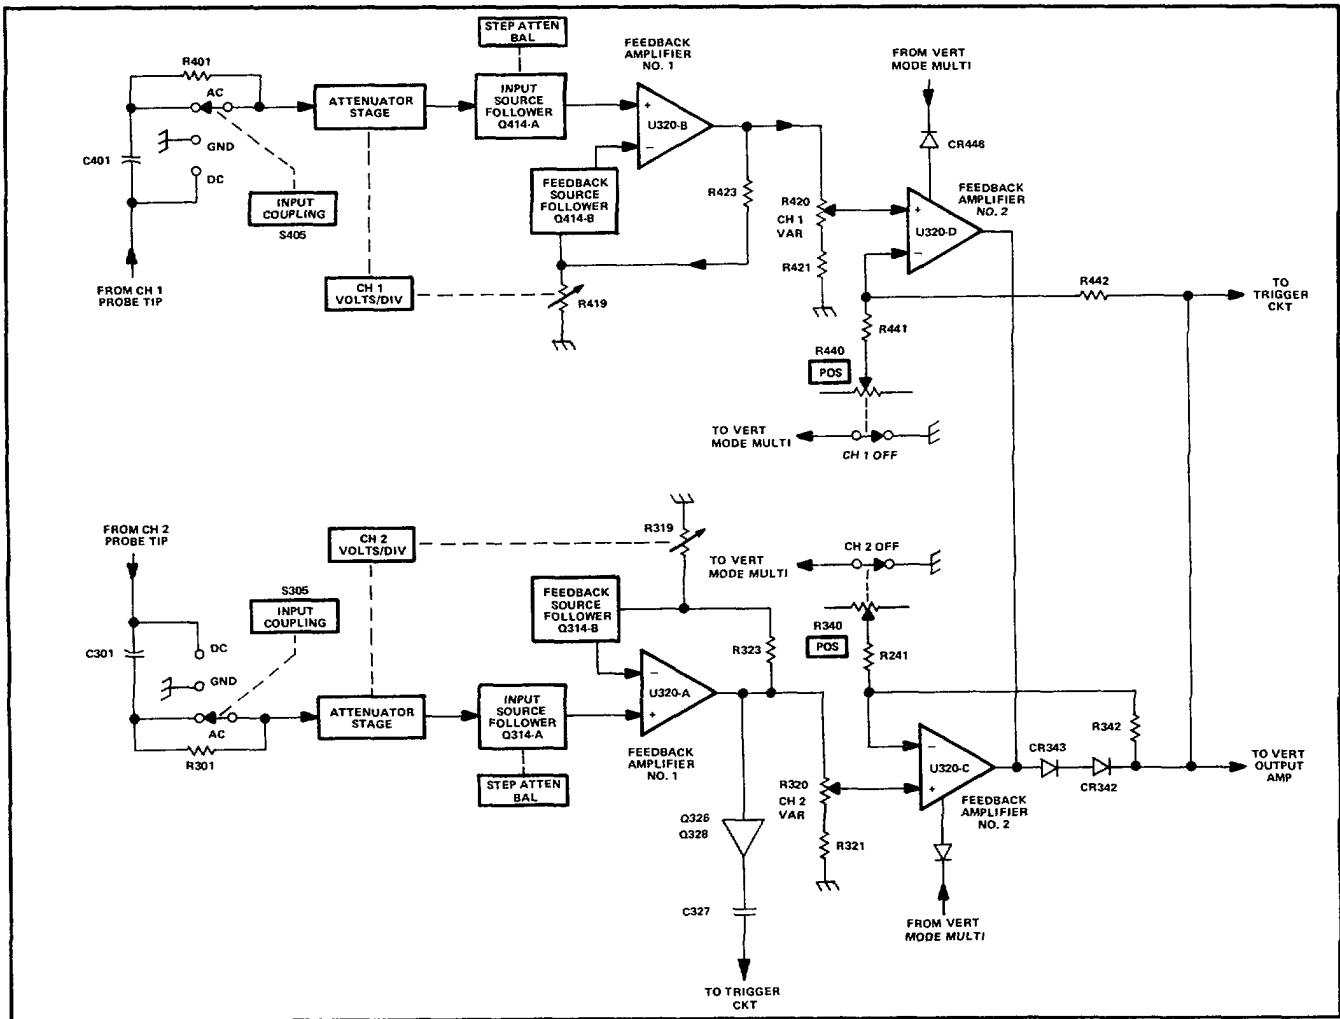 STEP ATTEN
BAL
FEEDBACK
AMPLIFIER
NO. 1
FROM VERT
MODE MULTI
R401
AC
ATTENUATOR
STAGE
INPUT
SOURCE
FOLLOWER
Q414-A
+
U320-B
−
CR446
GND
C401
DC
INPUT
COUPLING
S405
FEEDBACK
SOURCE
FOLLOWER
Q414-B
R423
R420
CH 1
VAR
FEEDBACK
AMPLIFIER
NO. 2
+
U320-D
−
R421
FROM CH 1
PROBE TIP
CH 1
VOLTS/DIV
R419
R442
TO
TRIGGER
CKT
R441
R440
POS
TO VERT
MODE MULTI
CH 1 OFF
FROM CH 2
PROBE TIP
CH 2
VOLTS/DIV
R319
CH 2 OFF
TO VERT
MODE MULTI
S305
INPUT
COUPLING
FEEDBACK
SOURCE
FOLLOWER
Q314-B
R340
POS
DC
C301
GND
R323
R241
−
U320-A
+
ATTENUATOR
STAGE
INPUT
SOURCE
FOLLOWER
Q314-A
AC
R301
R342
FEEDBACK
AMPLIFIER
NO. 1
−
U320-C
+
CR343
CR342
TO VERT
OUTPUT
AMP
STEP ATTEN
BAL
R320
CH 2
VAR
FEEDBACK
AMPLIFIER
NO. 2
Q326
Q328
R321
C327
FROM VERT
MODE MULTI
TO TRIGGER
CKT